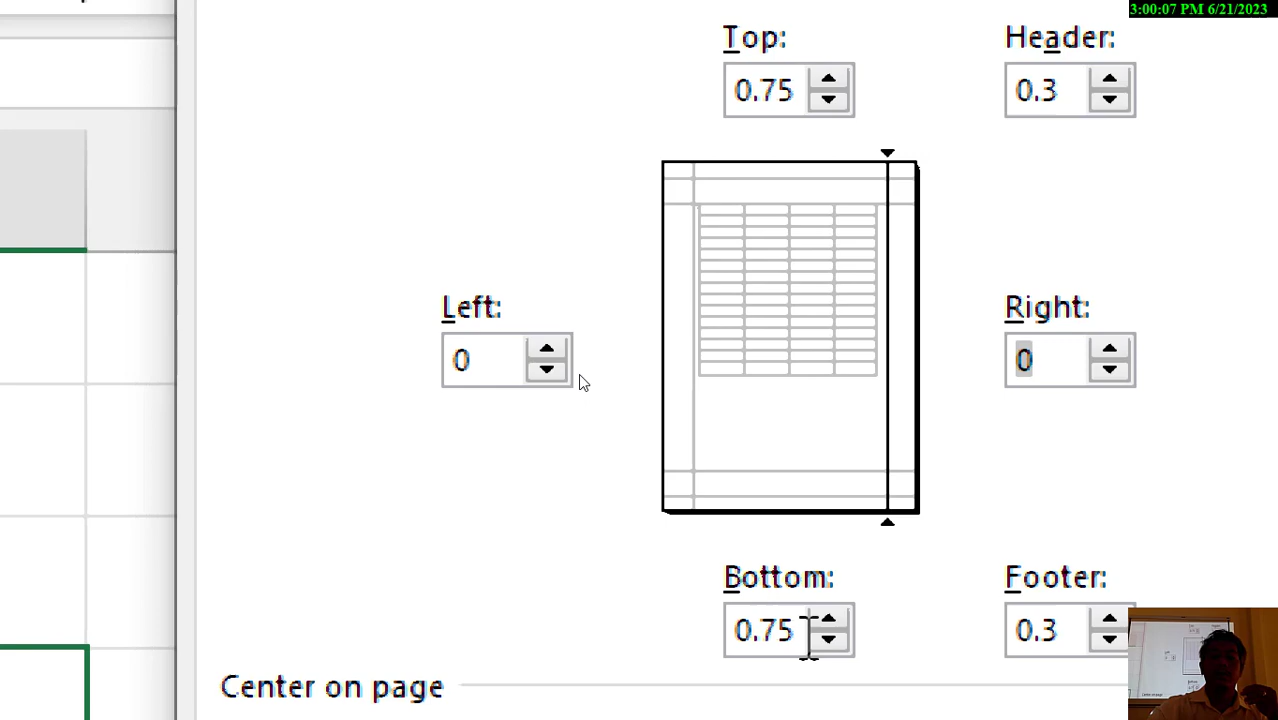 3:00:07 PM 6/21/2023
Top:
Header:
0.75
0.3
Left:
Right:
0
0
Bottom:
Footer:
0.75
0.3
Center on page